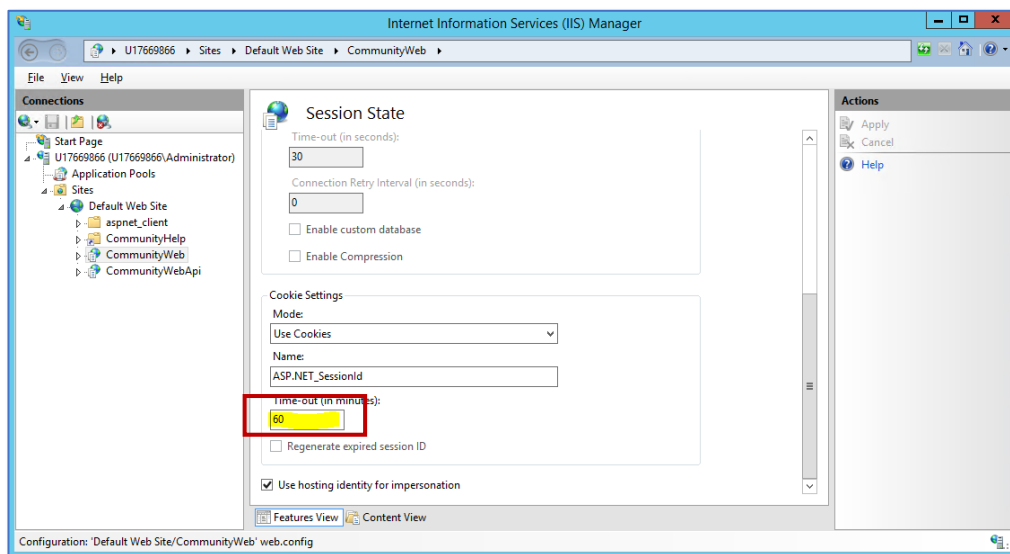 Internet Information Services (IIS) Manager
U17669866 Sites Default Web Site CommunityWeb
File View Help
Connections
Start Page
U17669866 (U17669866\Administrator)
Application Pools
Sites
Default Web Site
aspnet_client
CommunityHelp
CommunityWeb
CommunityWebApi
Session State
Time-out (in seconds):
30
Connection Retry Interval (in seconds):
0
Enable custom database
Enable Compression
Cookie Settings
Mode:
Use Cookies
Name:
ASP.NET_SessionId
Time-out (in minutes):
60
Regenerate expired session ID
Use hosting identity for impersonation
Features View Content View
Actions
Apply
Cancel
Help
Configuration: 'Default Web Site/CommunityWeb' web.config